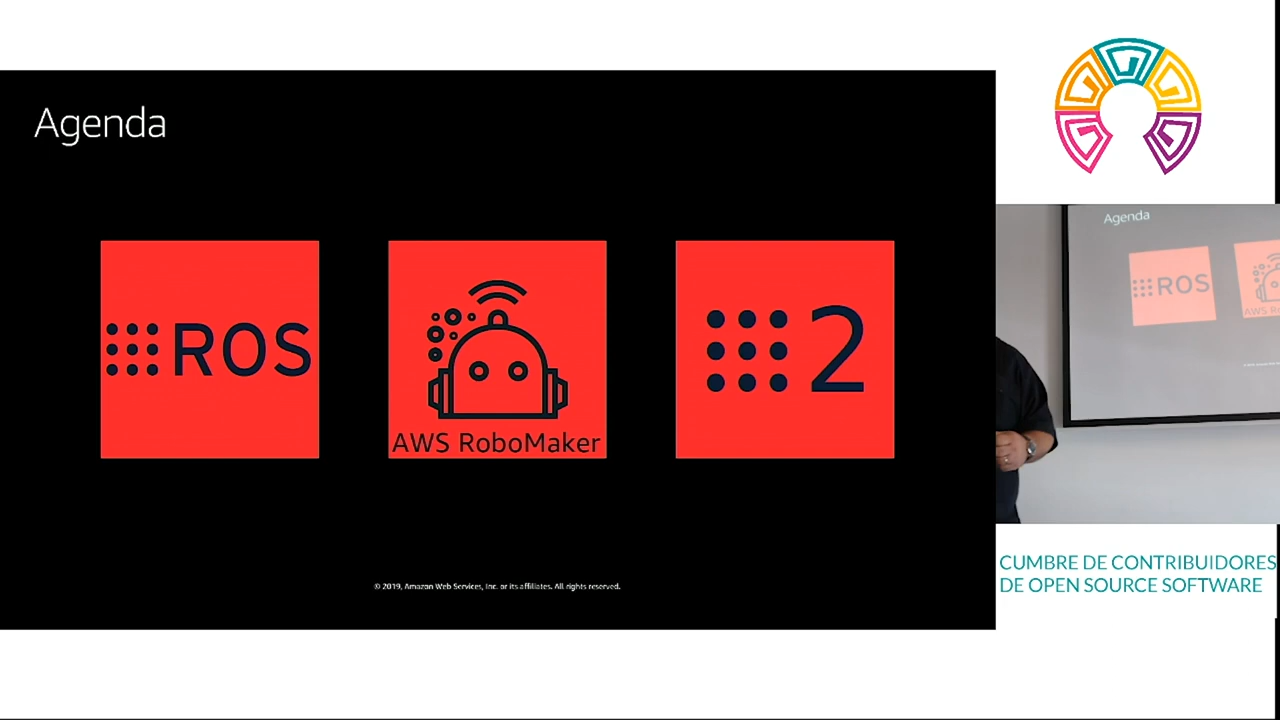 Agenda
ROS
AWS RoboMaker
2
© 2019, Amazon Web Services, Inc. or its affiliates. All rights reserved.
Agenda
ROS
CUMBRE DE CONTRIBUIDORES
DE OPEN SOURCE SOFTWARE